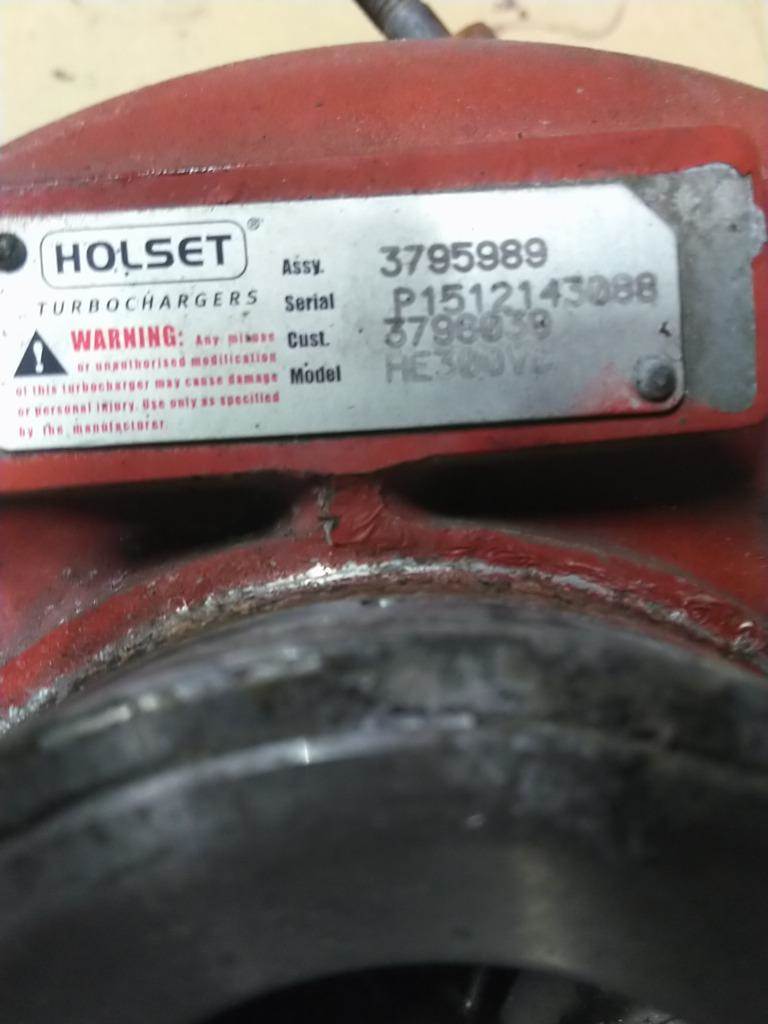 HOLSET®
TURBOCHARGERS
WARNING: Any misuse
or unauthorised modification
of this turbocharger may cause damage
or personal injury. Use only as specified
by the manufacturer
Assy. 3795989
Serial P1512143088
Cust. 3798039
Model